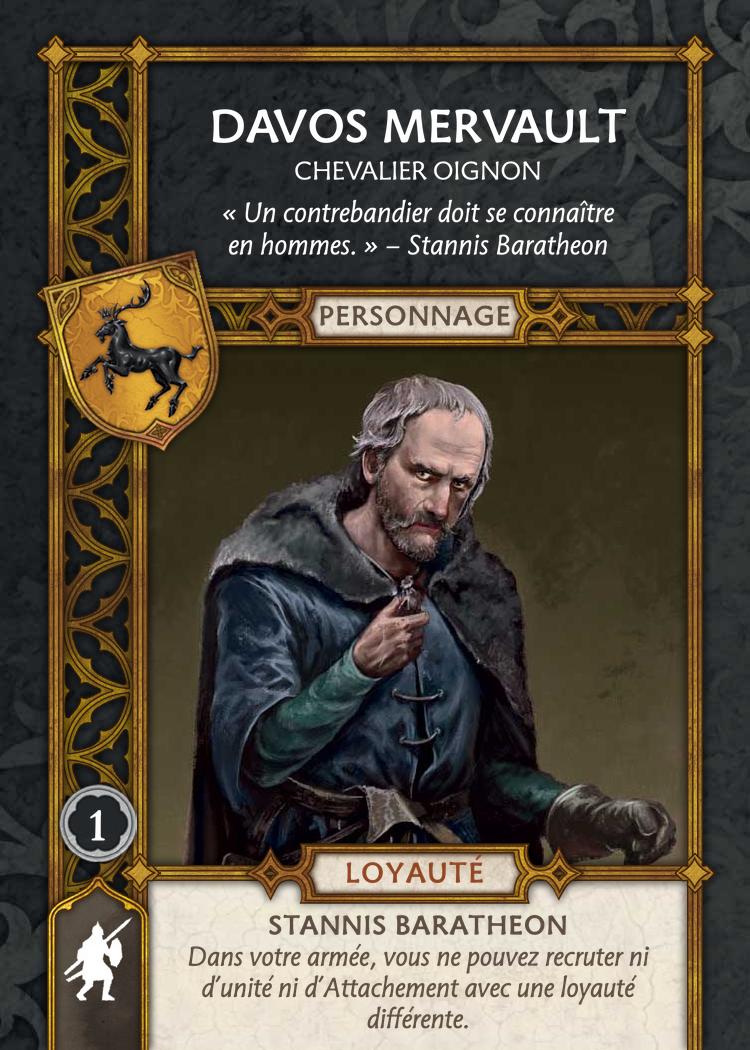 DAVOS MERVAULT
CHEVALIER OIGNON
« Un contrebandier doit se connaître
en hommes. » – Stannis Baratheon
PERSONNAGE
1
LOYAUTÉ
STANNIS BARATHEON
Dans votre armée, vous ne pouvez recruter ni
d'unité ni d'Attachement avec une loyauté
différente.